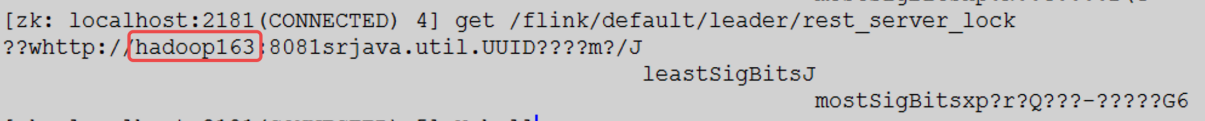 [zk: localhost:2181(CONNECTED) 4] get /flink/default/leader/rest_server_lock
??whttp://hadoop163:8081srjava.util.UUID????m?/J
leastSigBitsJ
mostSigBitsxp?r?Q???-?????G6